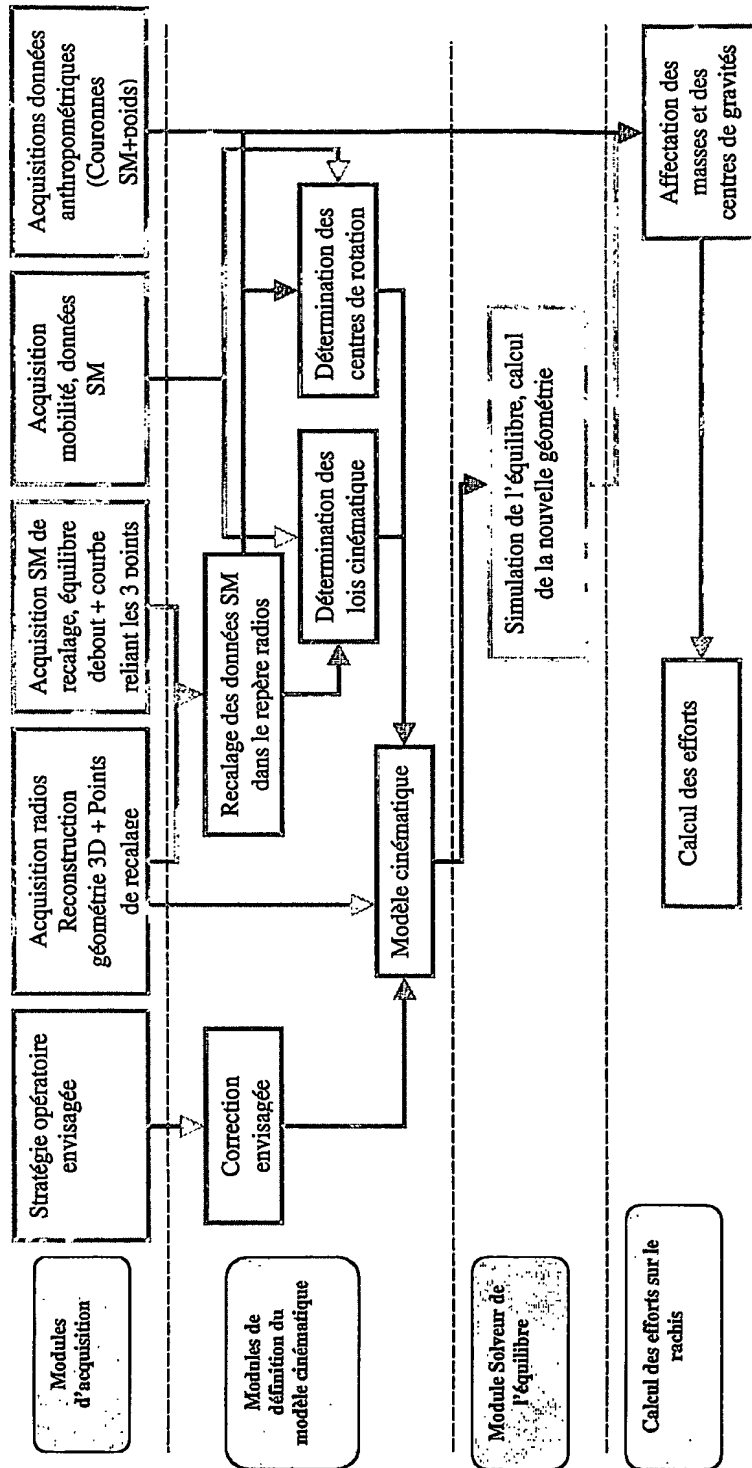 Modules
d'acquisition
Stratégie opératoire
envisagée
Acquisition radios
Reconstruction
géométrie 3D + Points
de recalage
Acquisition SM de
recalage, équilibre
debout + courbe
reliant les 3 points
Acquisition
mobilité, données
SM
Acquisitions données
anthropométriques
(Couronnes
SM+poids)
Modules de
définition du
modèle cinématique
Correction
envisagée
Recalage des données SM
dans le repère radios
Détermination des
lois cinématique
Détermination des
centres de rotation
Modèle cinématique
Module Solveur de
l'équilibre
Simulation de l'équilibre, calcul
de la nouvelle géométrie
Calcul des efforts sur le
rachis
Calcul des efforts
Affectation des
masses et des
centres de gravités